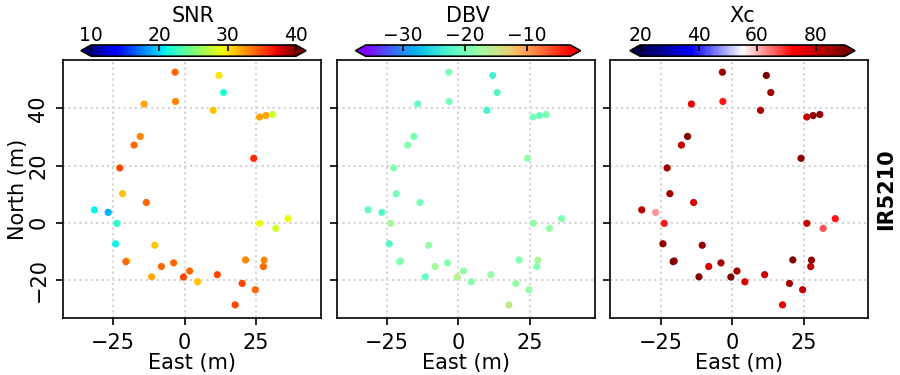 SNR DBV Xc
10 20 30 40 −30 −20 −10 20 40 60 80
40
20
0
−20
North (m)
IR5210
−25 0 25 −25 0 25 −25 0 25
East (m) East (m) East (m)